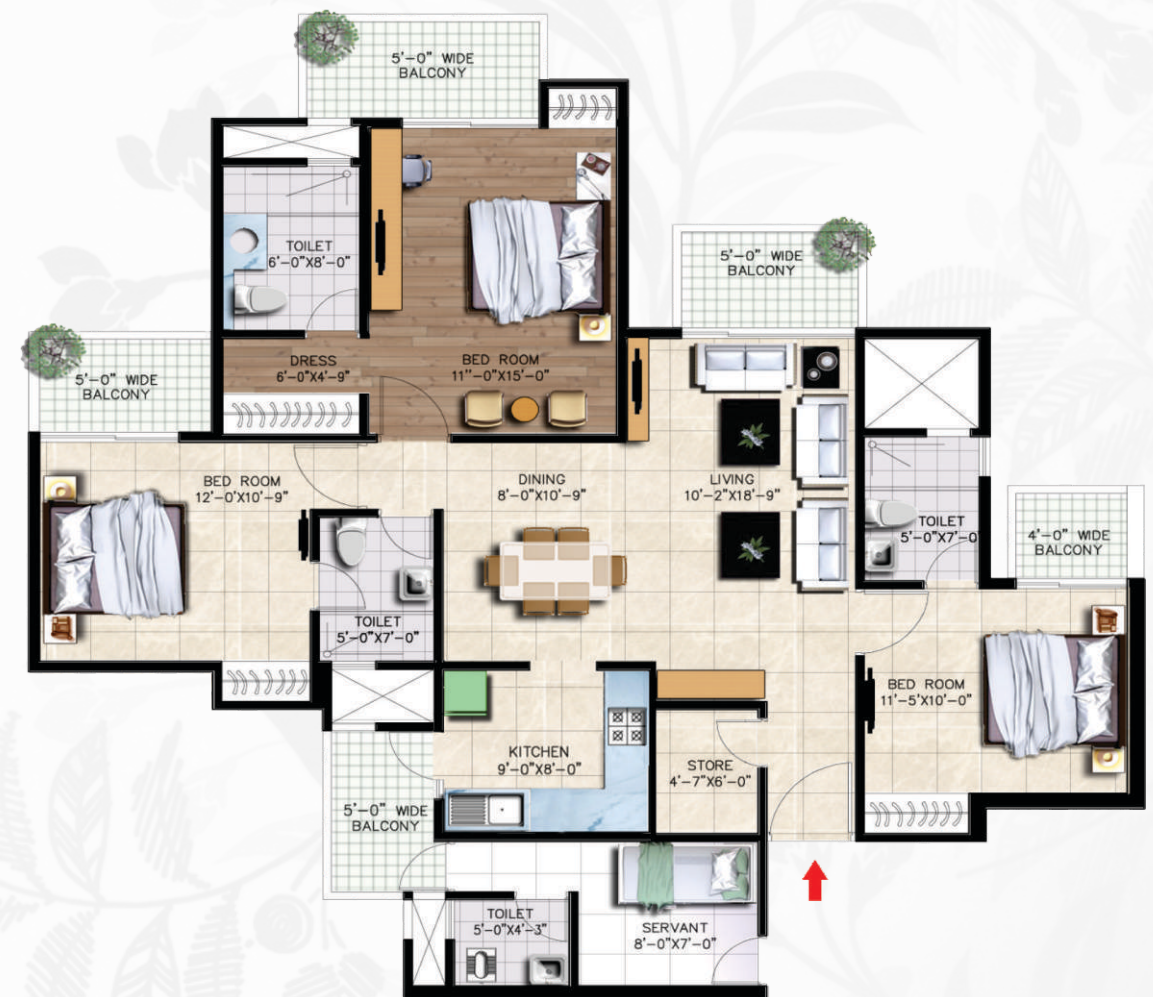 5'-0" WIDE
BALCONY
TOILET
6'-0"X8'-0"
5'-0" WIDE
BALCONY
DRESS
6'-0"X4'-9"
BED ROOM
11''-0"X15'-0"
5'-0" WIDE
BALCONY
BED ROOM
12'-0'X10'-9"
DINING
8'-0"X10'-9"
LIVING
10'-2"X18'-9"
TOILET
5'-0"X7'-0
4'-0" WIDE
BALCONY
TOILET
5'-0"X7'-0"
BED ROOM
11'-5'X10'-0"
KITCHEN
9'-0"X8'-0"
STORE
4'-7"X6'-0"
5'-0" WIDE
BALCONY
TOILET
5'-0"X4'-3"
SERVANT
8'-0"X7'-0"